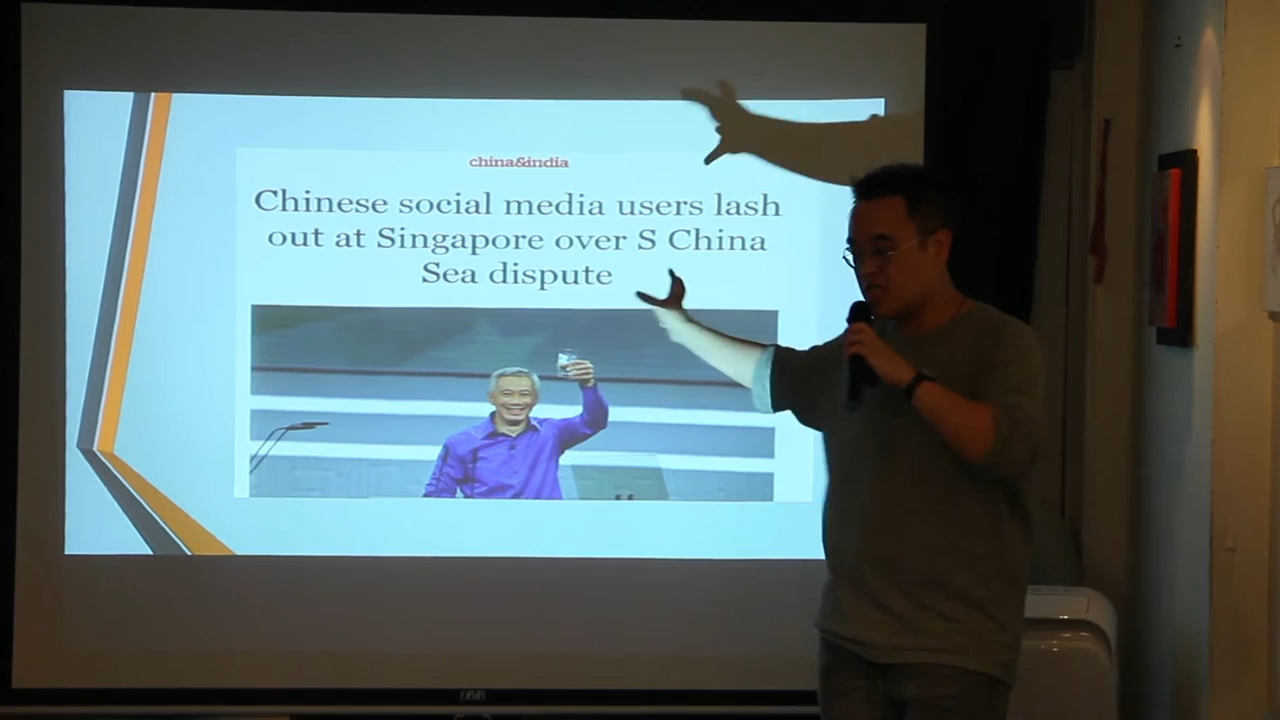 china&india
Chinese social media users lash
out at Singapore over S China
Sea dispute